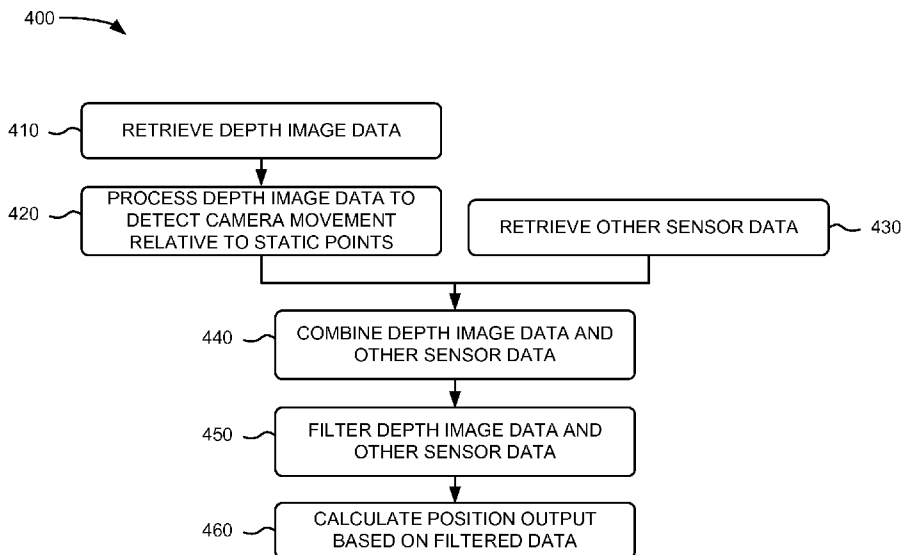 400
410
RETRIEVE DEPTH IMAGE DATA
420
PROCESS DEPTH IMAGE DATA TO
DETECT CAMERA MOVEMENT
RELATIVE TO STATIC POINTS
RETRIEVE OTHER SENSOR DATA
430
440
COMBINE DEPTH IMAGE DATA AND
OTHER SENSOR DATA
450
FILTER DEPTH IMAGE DATA AND
OTHER SENSOR DATA
460
CALCULATE POSITION OUTPUT
BASED ON FILTERED DATA